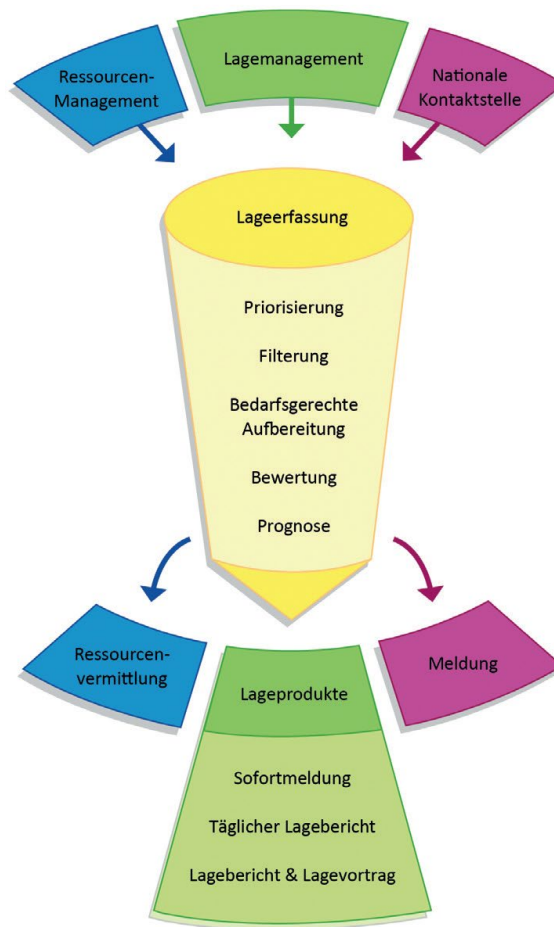 Ressourcen-
Management
Lagemanagement
Nationale
Kontaktstelle
Lageerfassung
Priorisierung
Filterung
Bedarfsgerechte
Aufbereitung
Bewertung
Prognose
Ressourcen-
vermittlung
Lageprodukte
Meldung
Sofortmeldung
Täglicher Lagebericht
Lagebericht & Lagevortrag